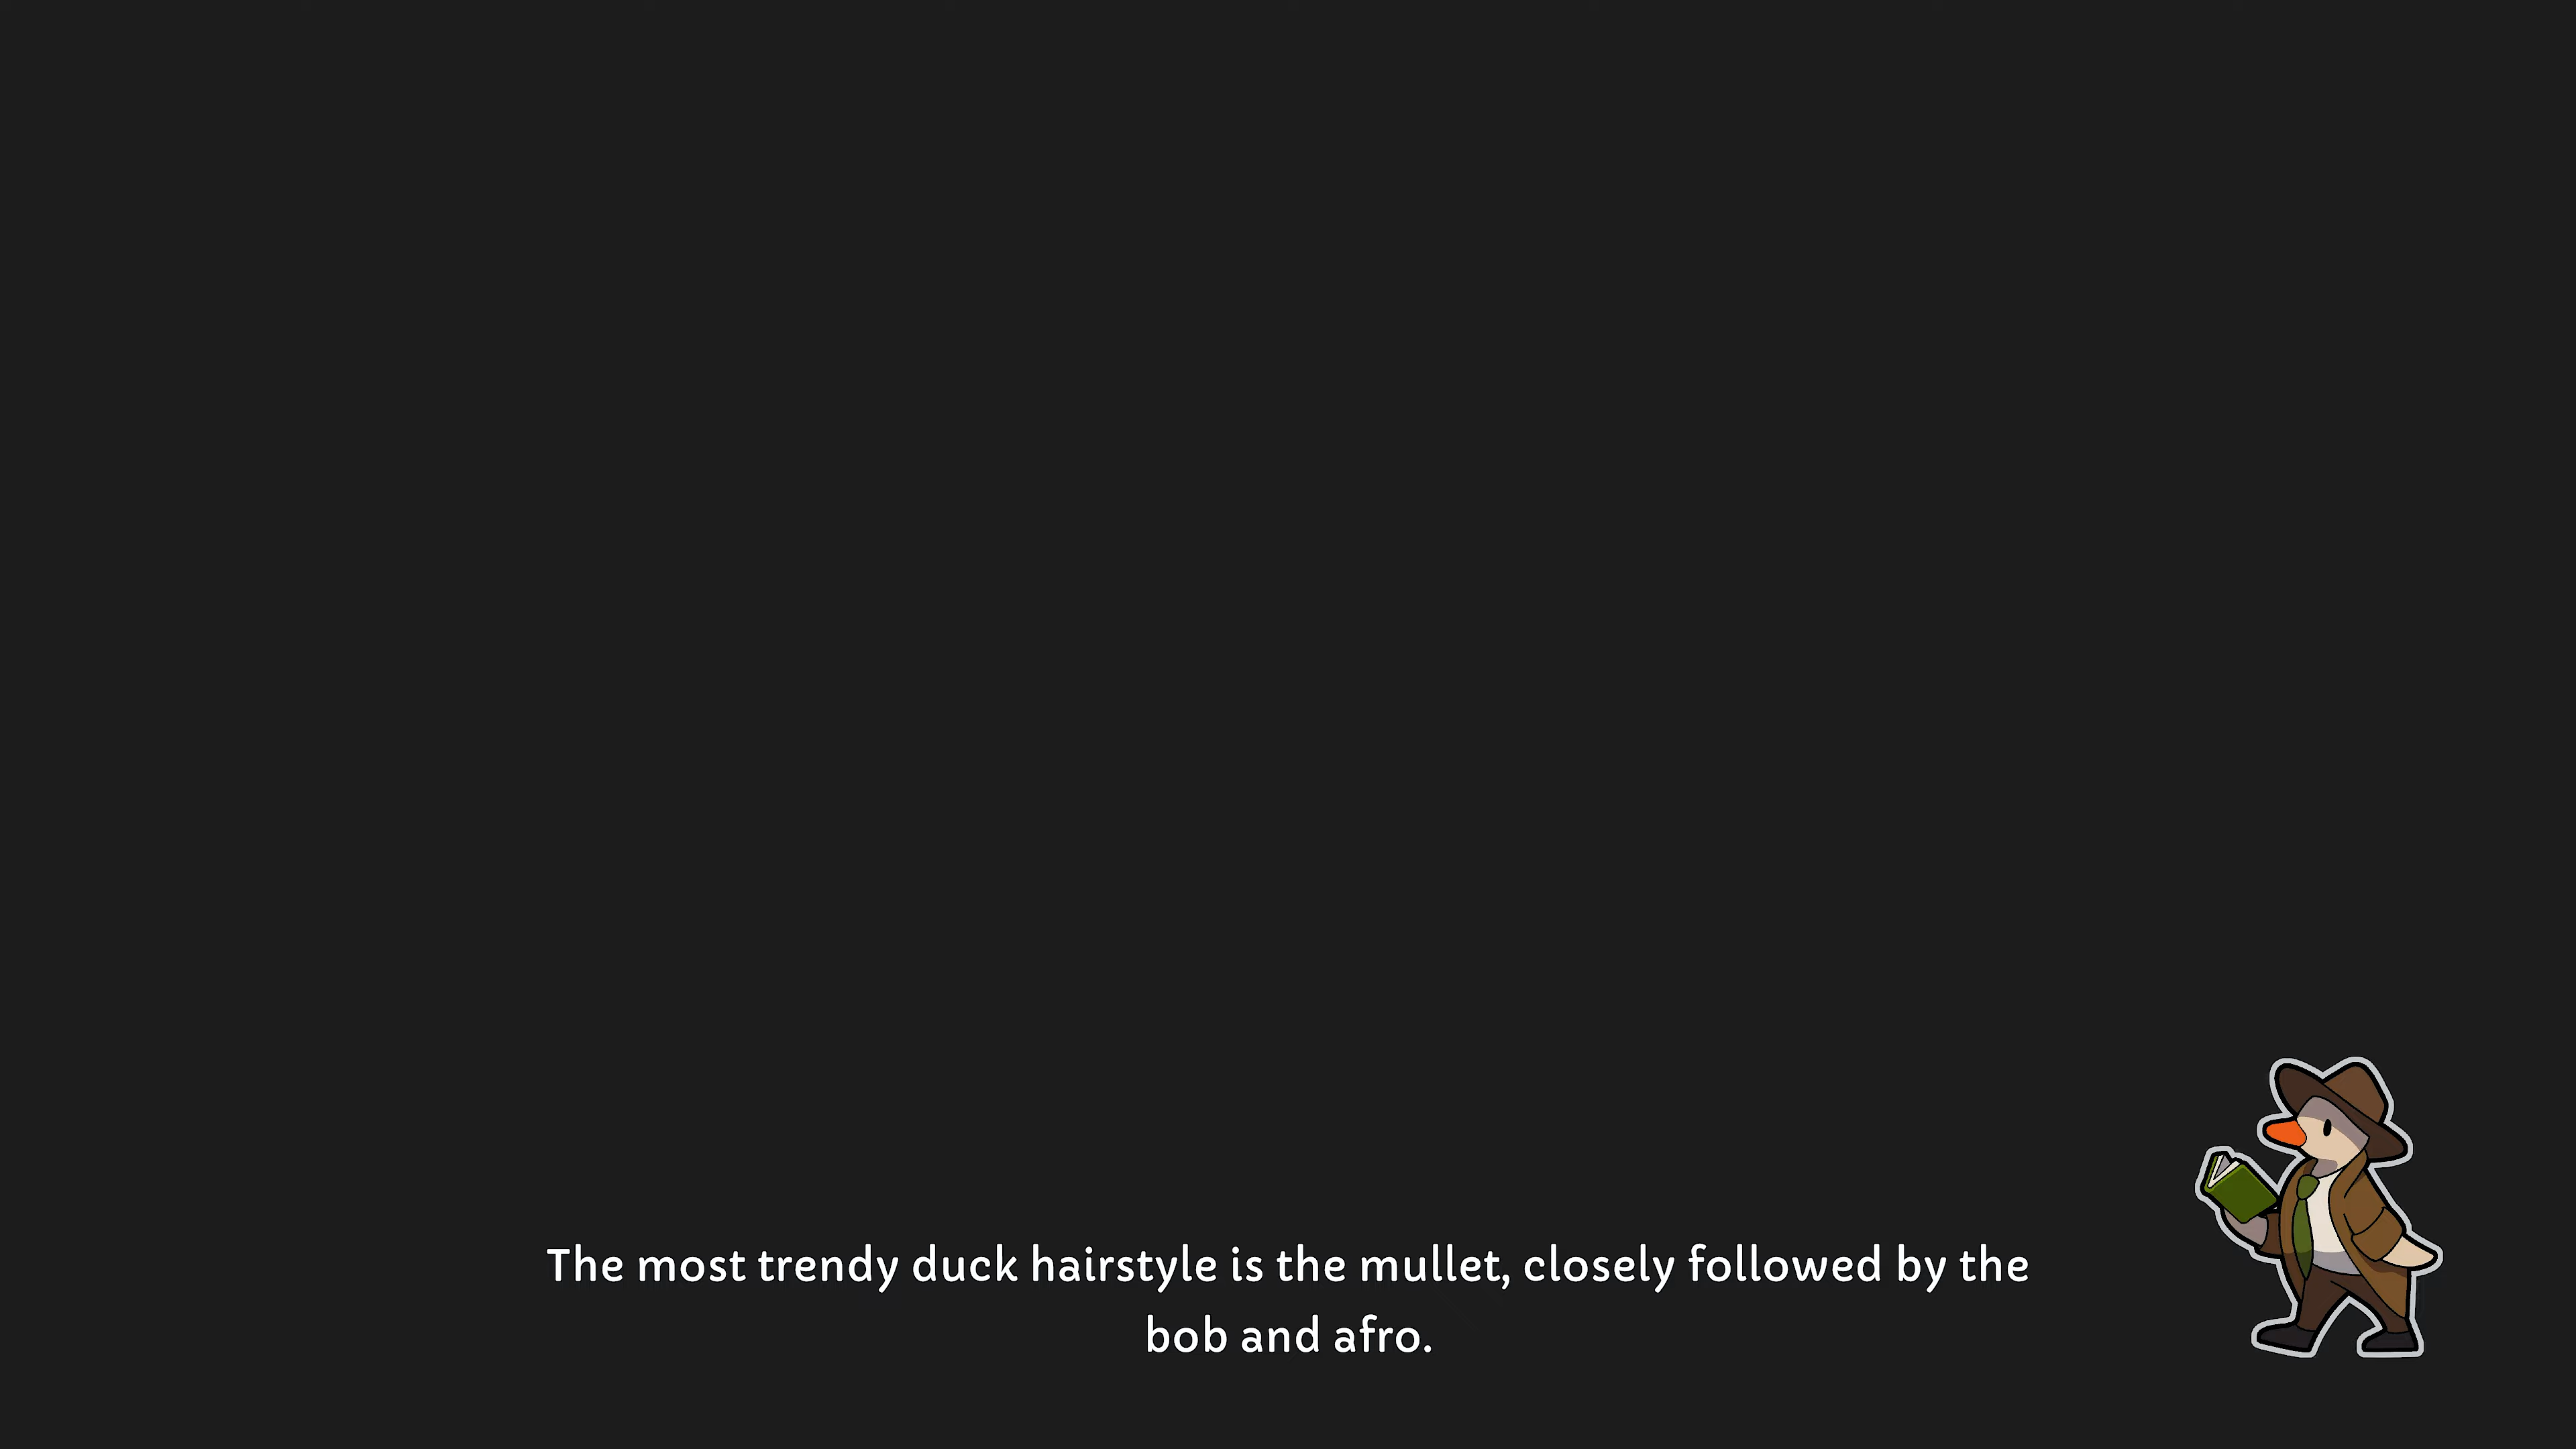 The most trendy duck hairstyle is the mullet, closely followed by the
bob and afro.